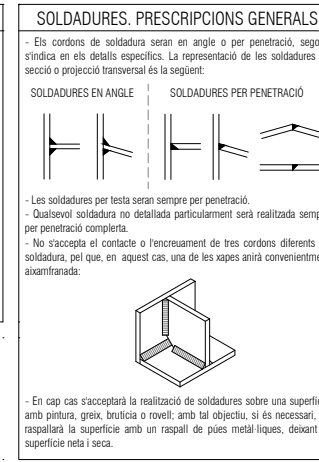 SOLDADURES. PRESCRIPCIONS GENERALS
- Els cordons de soldadura seran en angle o per penetració, sego
s'indica en els detalls específics. La representació de les soldadures
secció o projecció transversal és la següent:
SOLDADURES EN ANGLE
SOLDADURES PER PENETRACIÓ
- Les soldadures per testa seran sempre per penetració.
- Qualsevol soldadura no detallada particularment serà realitzada semp
per penetració complerta.
- No s'accepta el contacte o l'encreuament de tres cordons diferents
soldadura, pel que, en aquest cas, una de les xapes anirà convenientme
aixamfranada:
- En cap cas s'acceptarà la realització de soldadures sobre una superfíc
amb pintura, greix, brutícia o rovell; amb tal objectiu, si és necessari,
raspallarà la superfície amb un raspall de púes metàl·liques, deixant
superfície neta i seca.